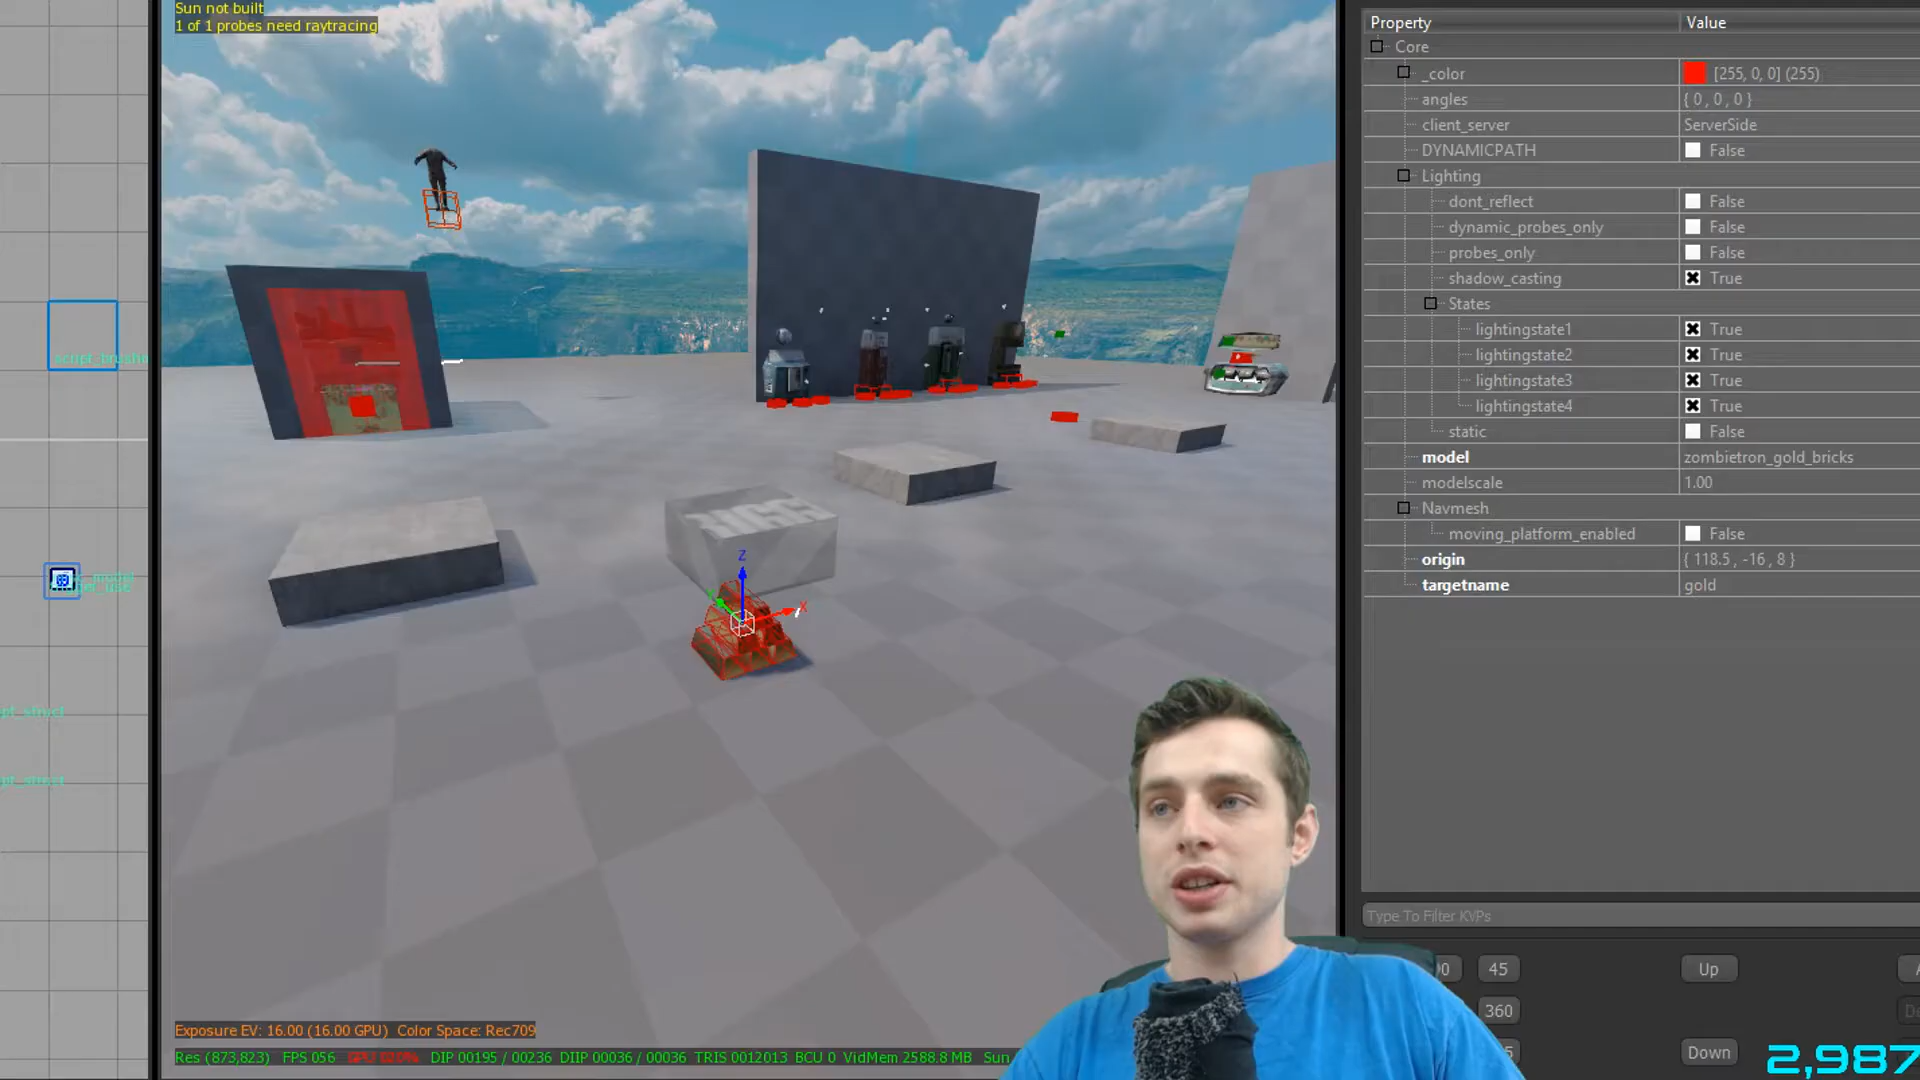 Sun not built
1 of 1 probes need raytracing
Property Value
Core
_color [255, 0, 0] (255)
angles { 0 , 0 , 0 }
client_server ServerSide
DYNAMICPATH False
Lighting
dont_reflect False
dynamic_probes_only False
probes_only False
shadow_casting True
States
lightingstate1 True
lightingstate2 True
lightingstate3 True
lightingstate4 True
static False
model zombietron_gold_bricks
modelscale 1.00
Navmesh
moving_platform_enabled False
origin { 118.5 , -16 , 8 }
targetname gold
Z
X
Type To Filter KVPs
45 Up
360
Down
2,987
Exposure EV: 16.00 (16.00 GPU) Color Space: Rec709
Res (873,823) FPS 056 DIP 00195 / 00236 DIIP 00036 / 00036 TRIS 0012013 BCU 0 VidMem 2588.8 MB Sun